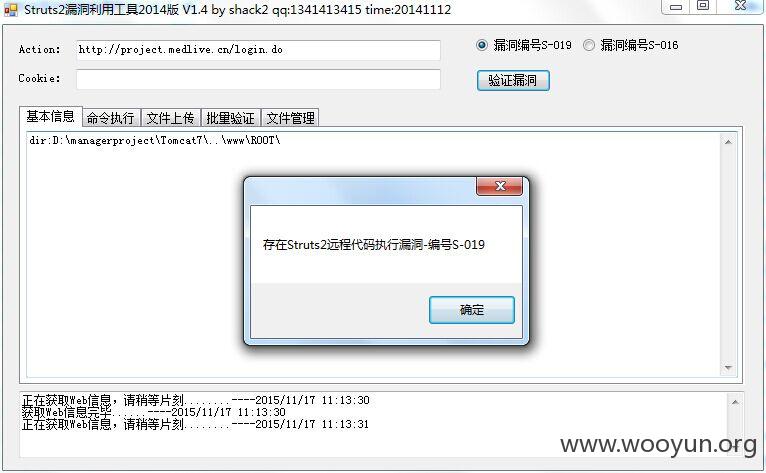 Struts2漏洞利用工具2014版 V1.4 by shack2 qq:1341413415 time:20141112
Action: http://project.medlive.cn/login.do 漏洞编号S-019 漏洞编号S-016
Cookie: 验证漏洞
基本信息 命令执行 文件上传 批量验证 文件管理
dir:D:\managerproject\Tomcat7\..\www\ROOT\
存在Struts2远程代码执行漏洞-编号S-019
确定
正在获取Web信息，请稍等片刻........----2015/11/17 11:13:30
获取Web信息完毕......----2015/11/17 11:13:30
正在获取Web信息，请稍等片刻........----2015/11/17 11:13:31
www.wooyun.org